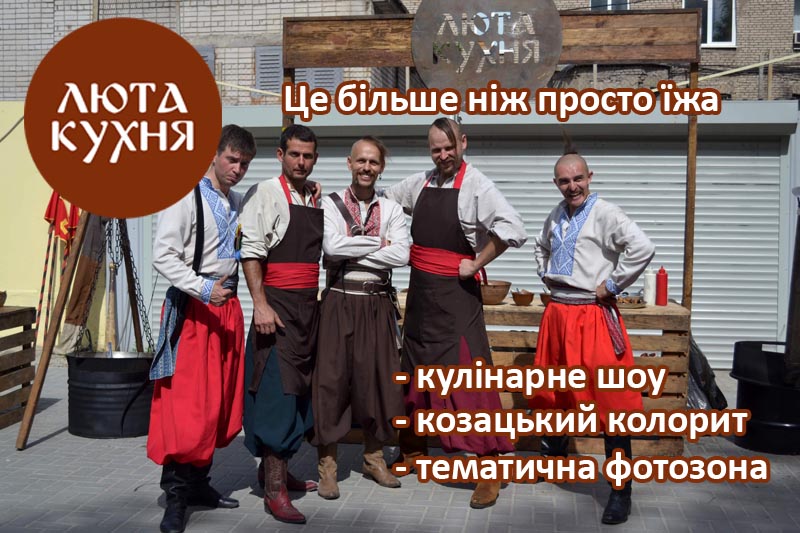 ЛЮТА
КУХНЯ
ЛЮТА
КУХНЯ
Це більше ніж просто їжа
- кулінарне шоу
- козацький колорит
- тематична фотозона